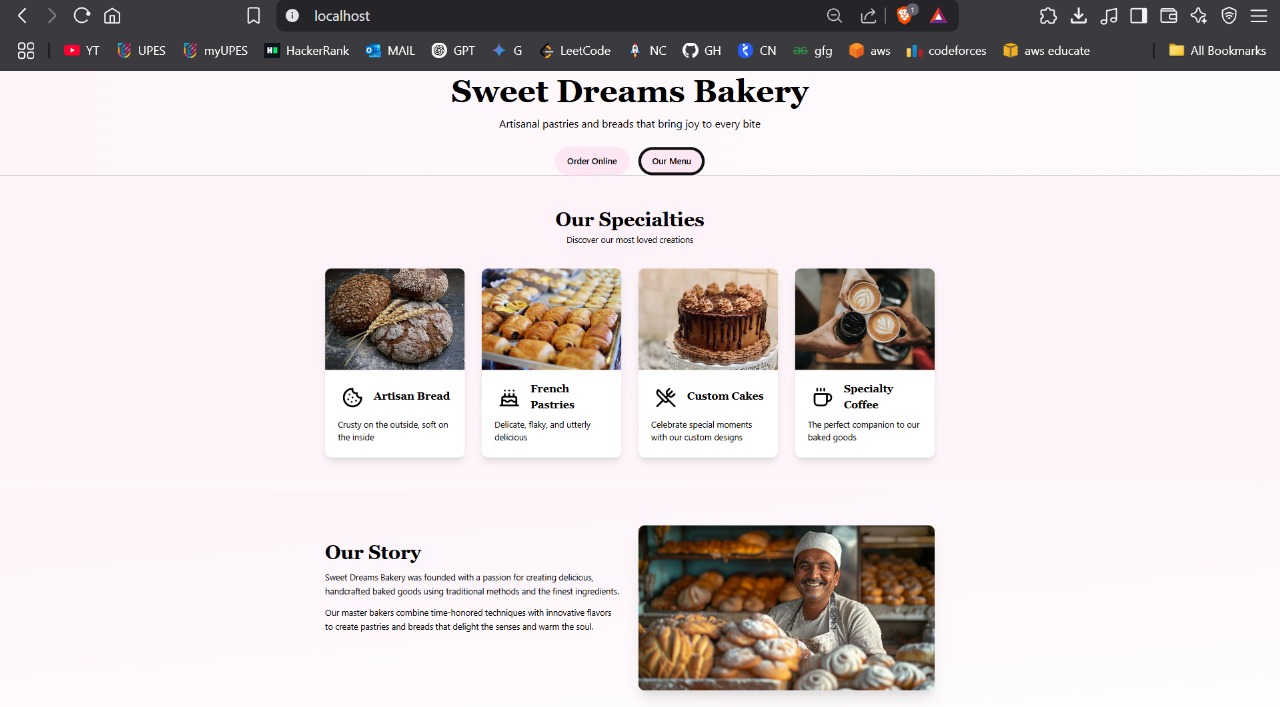 localhost
1
YT
UPES
myUPES
HackerRank
MAIL
GPT
G
LeetCode
NC
GH
CN
gfg
aws
codeforces
aws educate
All Bookmarks
Sweet Dreams Bakery
Artisanal pastries and breads that bring joy to every bite
Order Online
Our Menu
Our Specialties
Discover our most loved creations
Artisan Bread
Crusty on the outside, soft on
the inside
French
Pastries
Delicate, flaky, and utterly
delicious
Custom Cakes
Celebrate special moments
with our custom designs
Specialty
Coffee
The perfect companion to our
baked goods
Our Story
Sweet Dreams Bakery was founded with a passion for creating delicious,
handcrafted baked goods using traditional methods and the finest ingredients.
Our master bakers combine time-honored techniques with innovative flavors
to create pastries and breads that delight the senses and warm the soul.